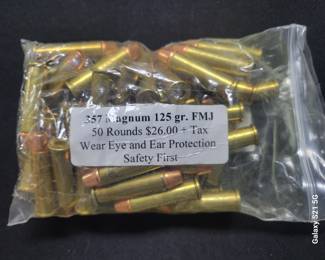 .357 Magnum 125 gr. FMJ
50 Rounds $26.00 + Tax
Wear Eye and Ear Protection
Safety First
Galaxy S21 5G